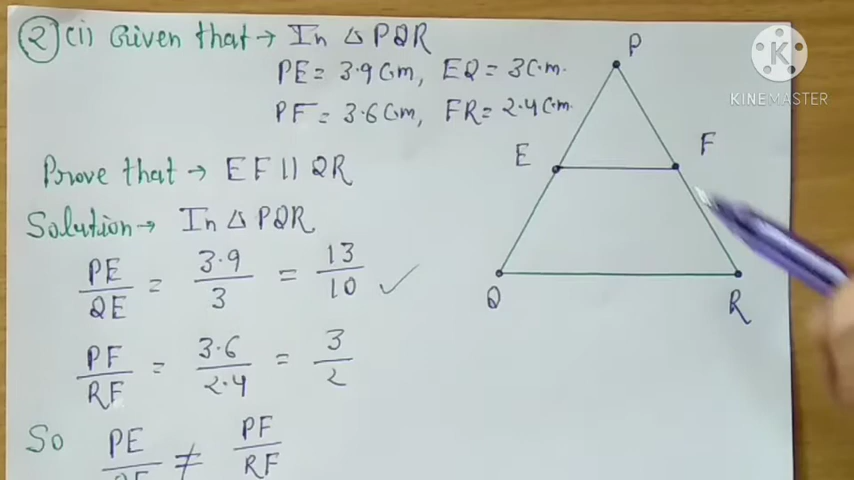 2 (i) Given that → In △PQR
PE = 3.9 Cm, EQ = 3 Cm.
PF = 3.6 Cm, FR = 2.4 Cm.
Prove that → EF || QR
Solution → In △PQR
PE/QE = 3.9/3 = 13/10 ✓
PF/RF = 3.6/2.4 = 3/2
So PE/QE ≠ PF/RF
P
E
F
Q
R
K
KINEMASTER